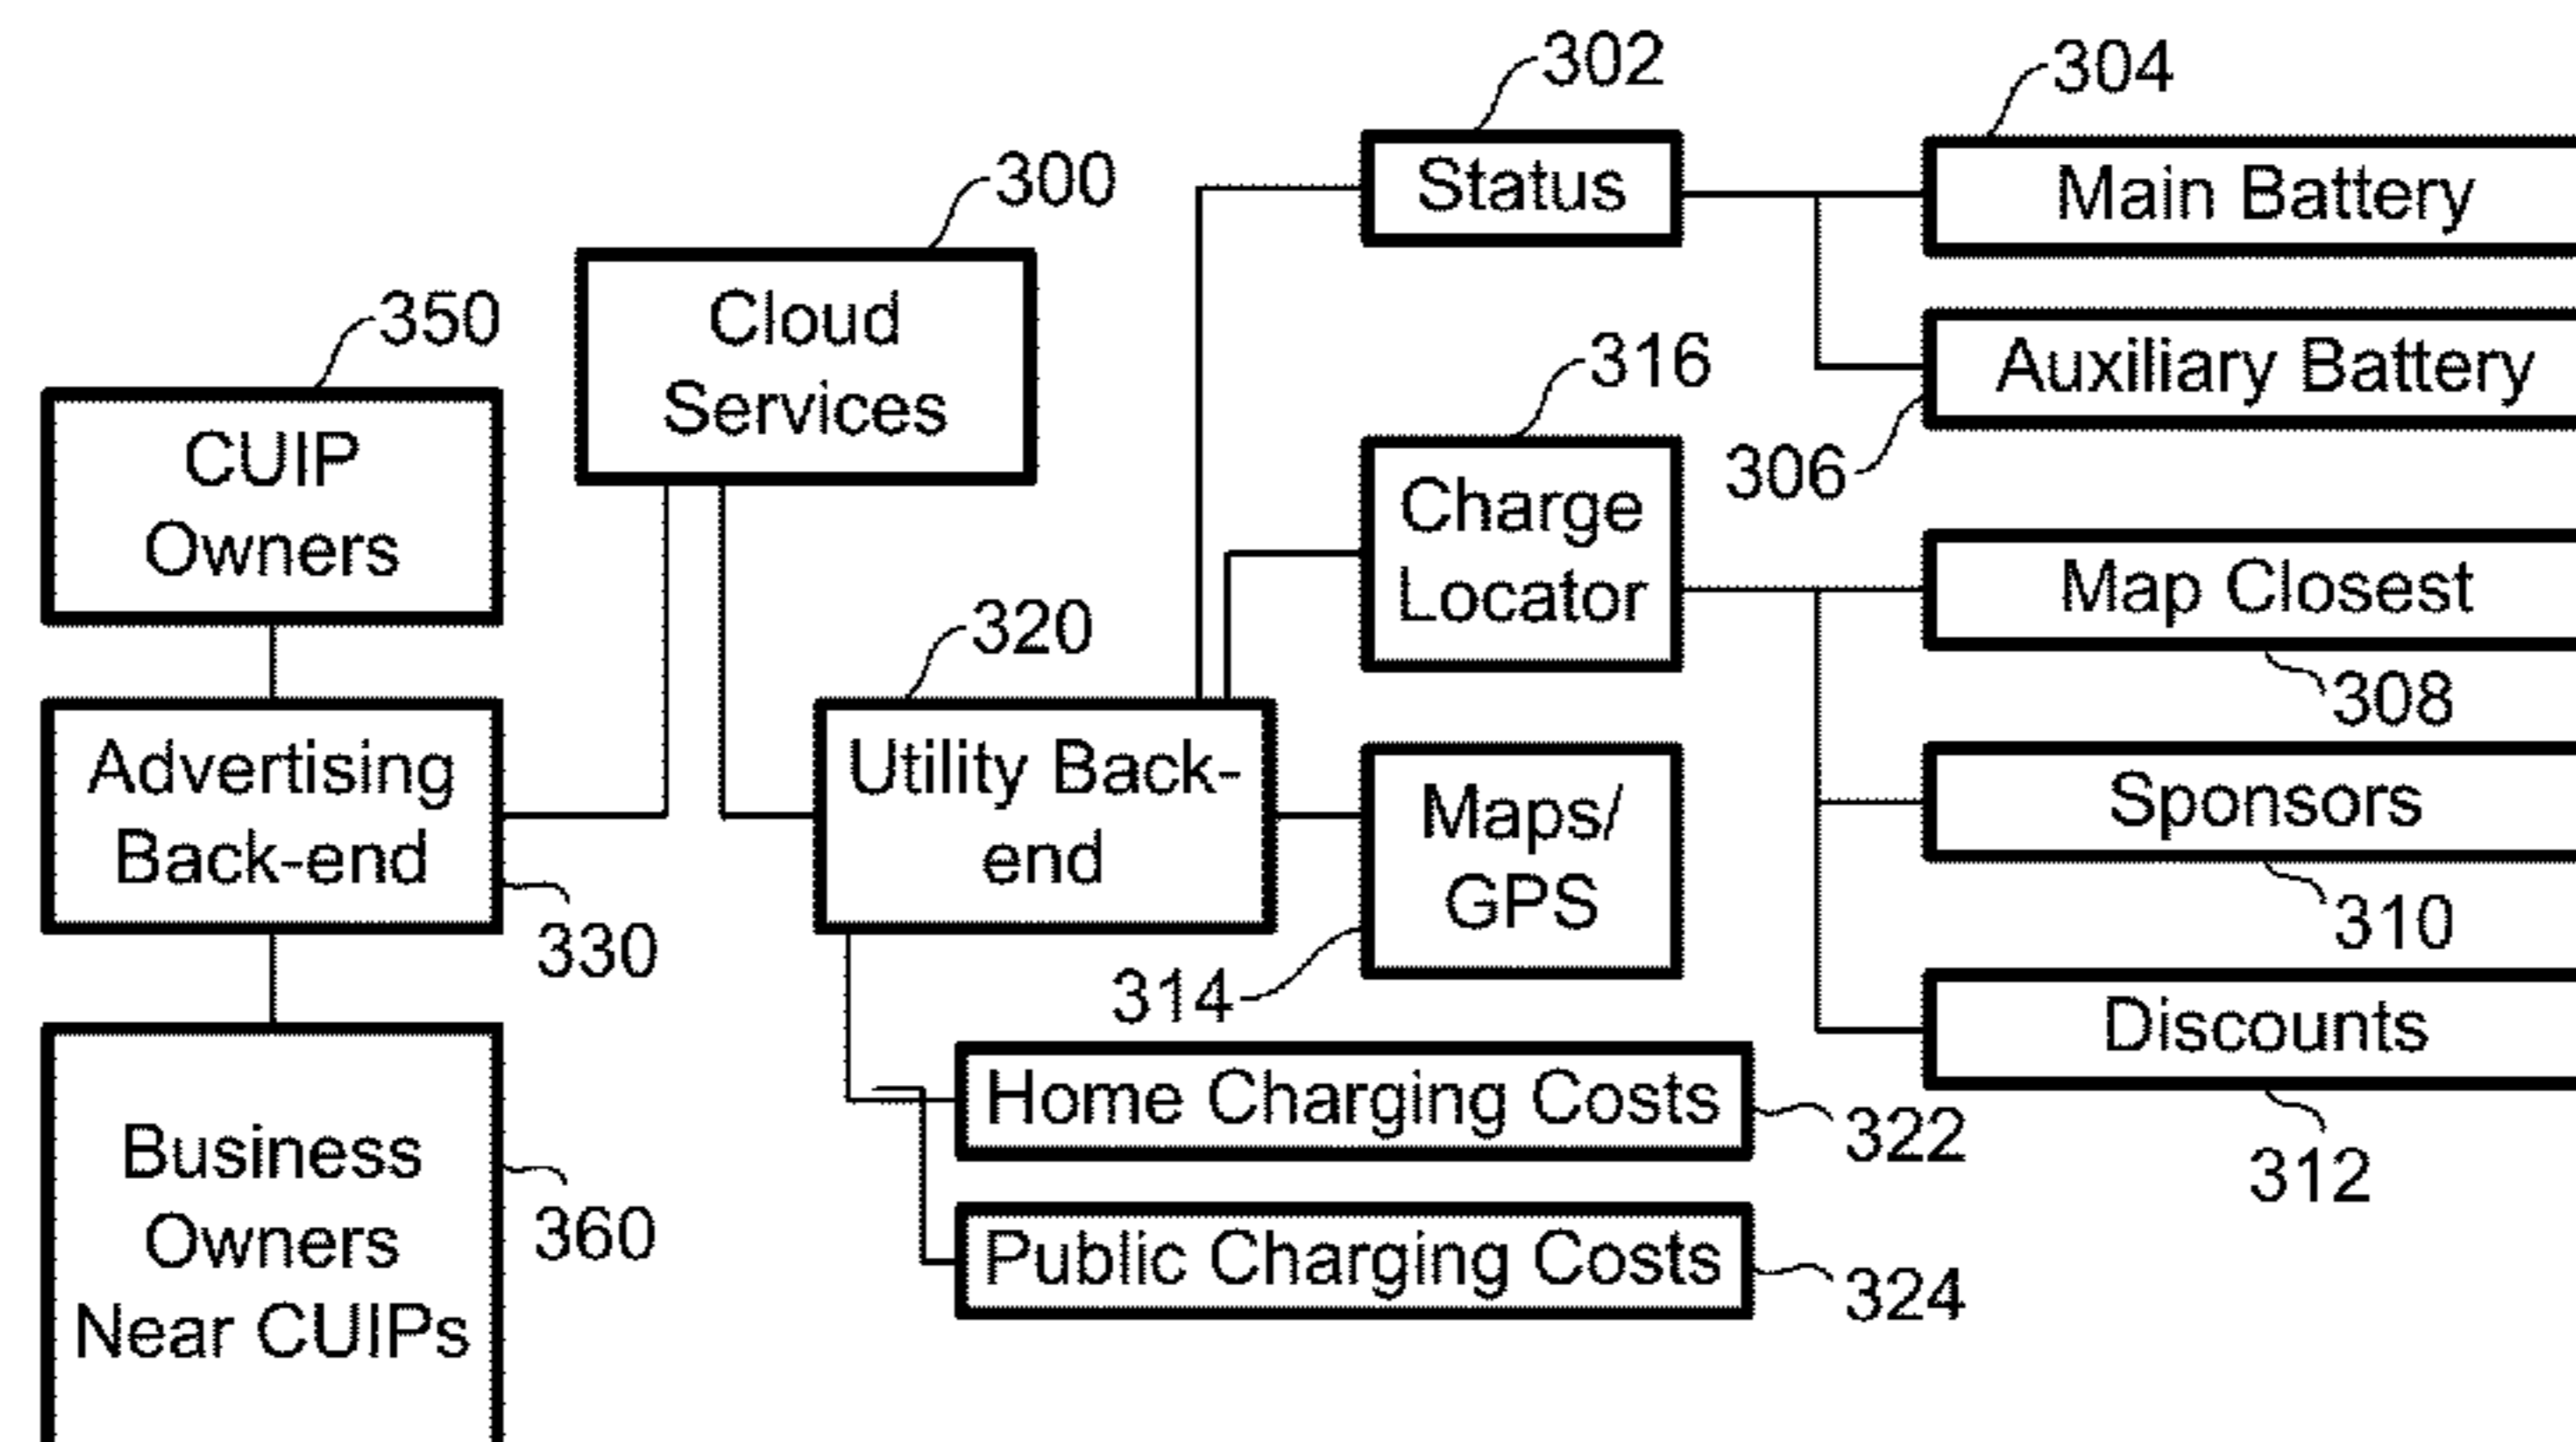 302
304
Status
Main Battery
300
Cloud
Services
350
CUIP
Owners
316
Auxiliary Battery
306
Charge
Locator
Map Closest
308
320
Advertising
Back-end
330
Utility Back-
end
Maps/
GPS
314
Sponsors
310
Discounts
312
Home Charging Costs
322
Business
Owners
Near CUIPs
360
Public Charging Costs
324